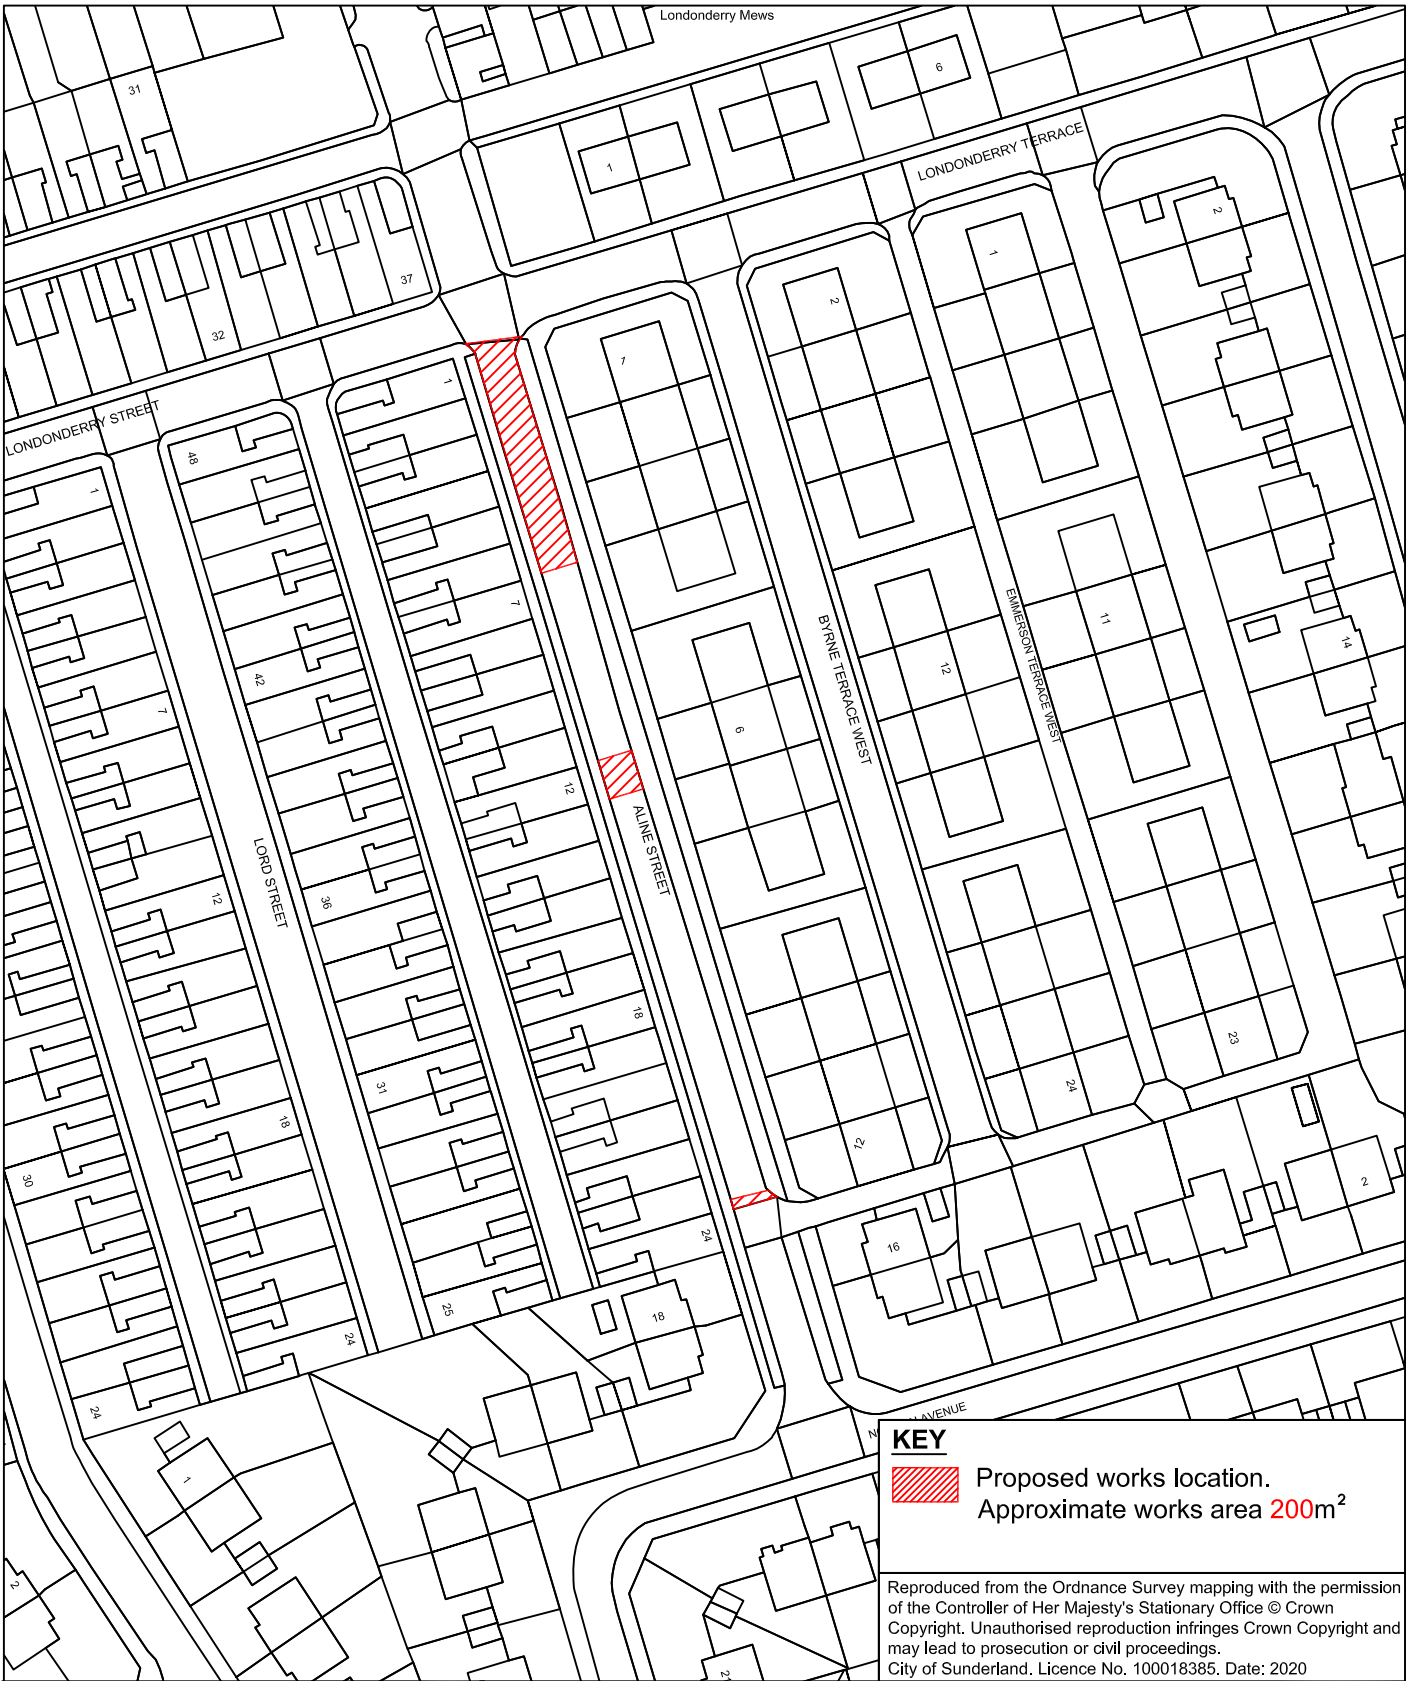 Londonderry Mews
31
6
1
LONDONDERRY TERRACE
37
32
2
1
2
1
1
LONDONDERRY STREET
48
1
7
42
7
BYRNE TERRACE WEST
EMMERSON TERRACE WEST
12
11
14
6
12
ALINE STREET
LORD STREET
36
12
18
31
18
23
24
12
30
24
16
2
25
24
18
24
1
2
21
AVENUE
KEY
Proposed works location.
Approximate works area 200m²
Reproduced from the Ordnance Survey mapping with the permission
of the Controller of Her Majesty's Stationary Office © Crown
Copyright. Unauthorised reproduction infringes Crown Copyright and
may lead to prosecution or civil proceedings.
City of Sunderland. Licence No. 100018385. Date: 2020